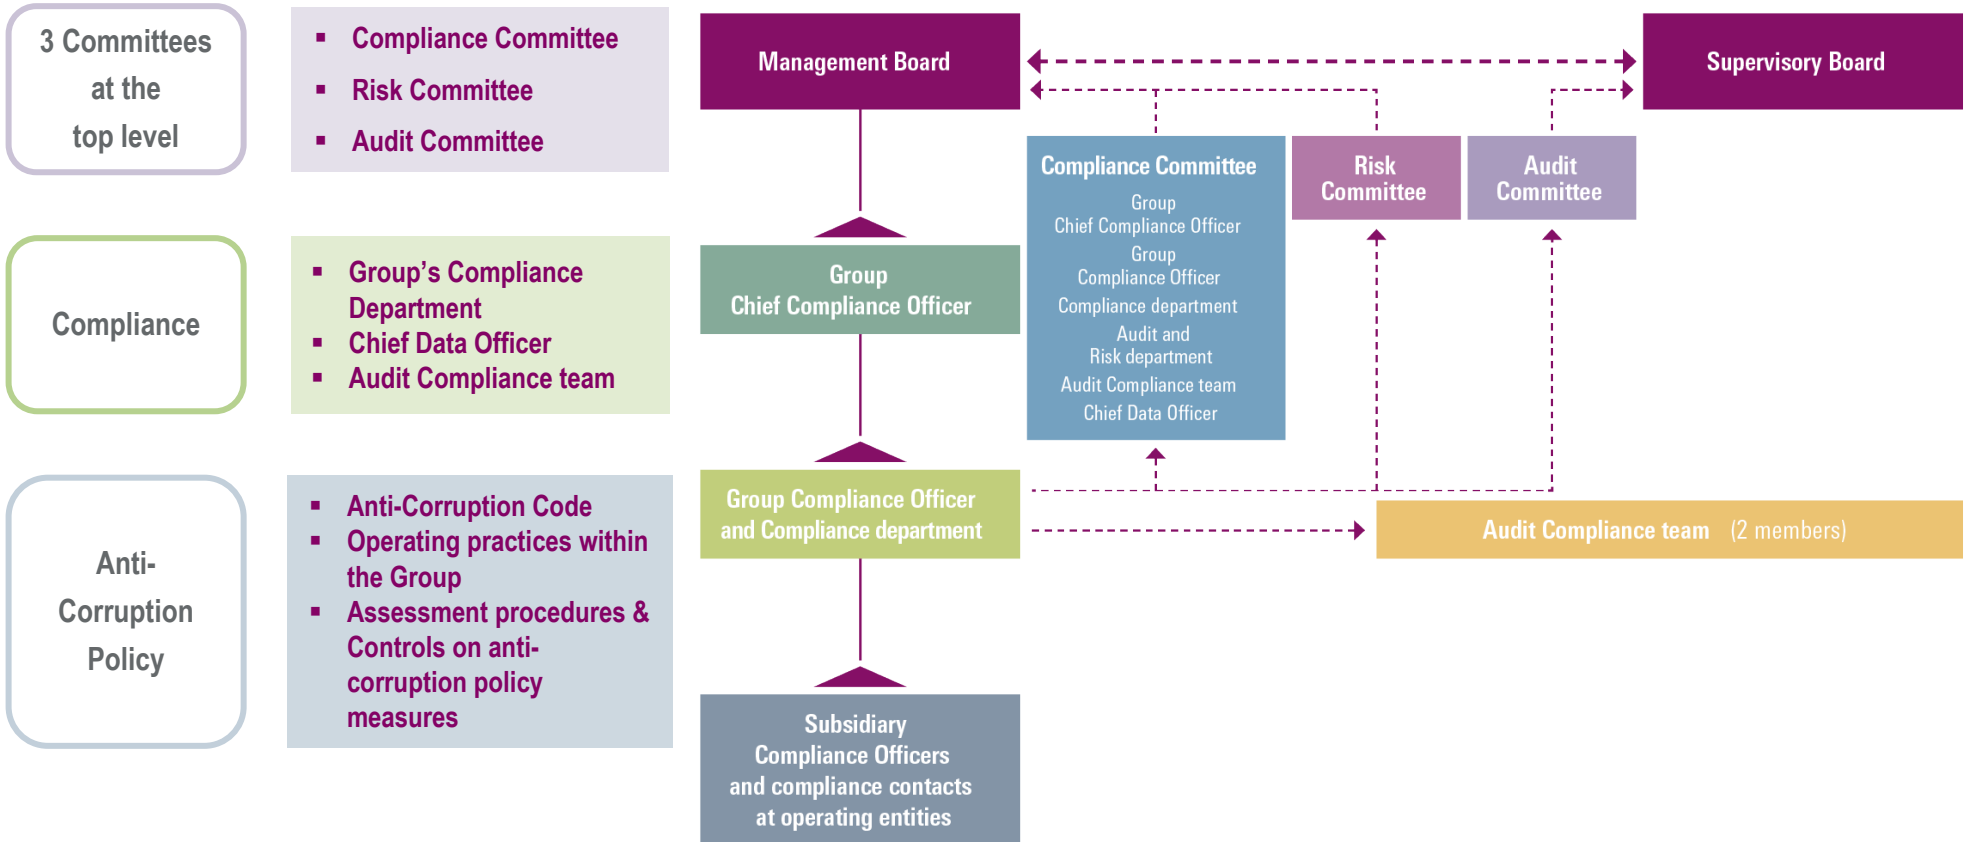 3 Committees
at the
top level
▪ Compliance Committee
▪ Risk Committee
▪ Audit Committee
Compliance
▪ Group’s Compliance
Department
▪ Chief Data Officer
▪ Audit Compliance team
Anti-
Corruption
Policy
▪ Anti-Corruption Code
▪ Operating practices within
the Group
▪ Assessment procedures &
Controls on anti-
corruption policy
measures
Management Board
Supervisory Board
Compliance Committee
Group
Chief Compliance Officer
Group
Compliance Officer
Compliance department
Audit and
Risk department
Audit Compliance team
Chief Data Officer
Risk
Committee
Audit
Committee
Group
Chief Compliance Officer
Group Compliance Officer
and Compliance department
Audit Compliance team (2 members)
Subsidiary
Compliance Officers
and compliance contacts
at operating entities